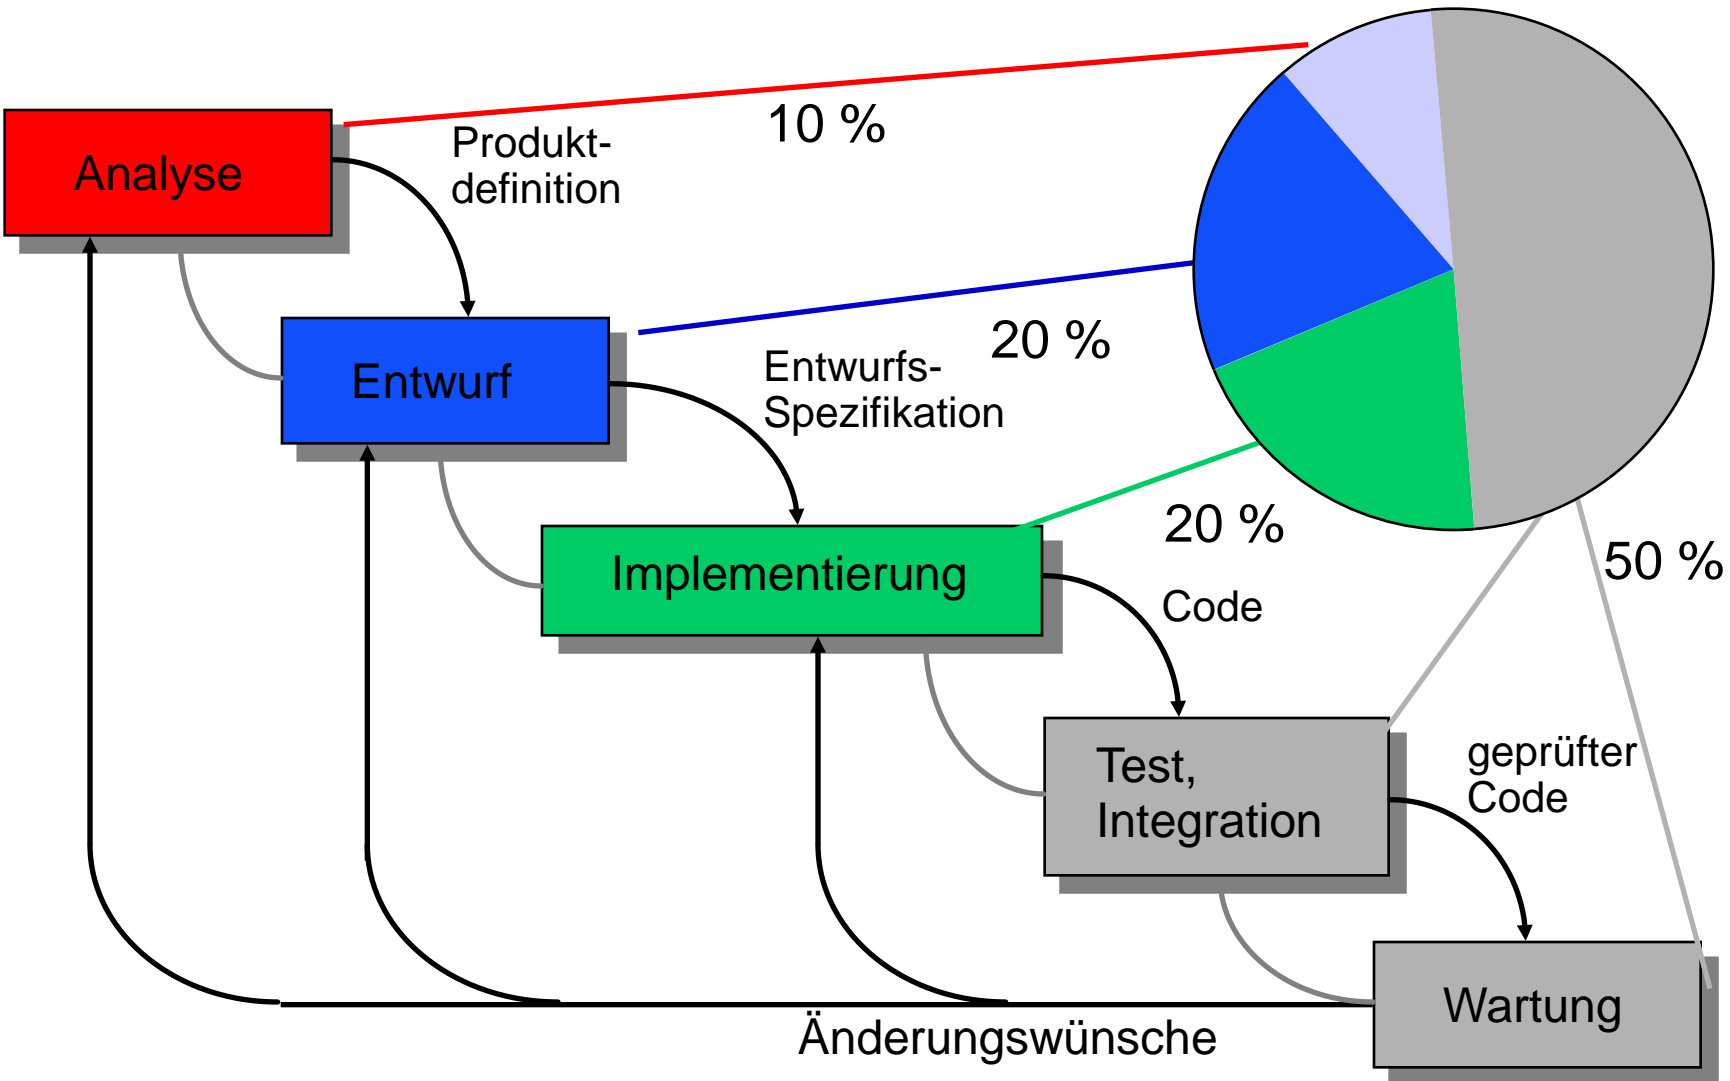 10 %
Produkt-
definition
Analyse
20 %
Entwurfs-
Spezifikation
Entwurf
20 %
50 %
Implementierung
Code
Test,
Integration
geprüfter
Code
Wartung
Änderungswünsche